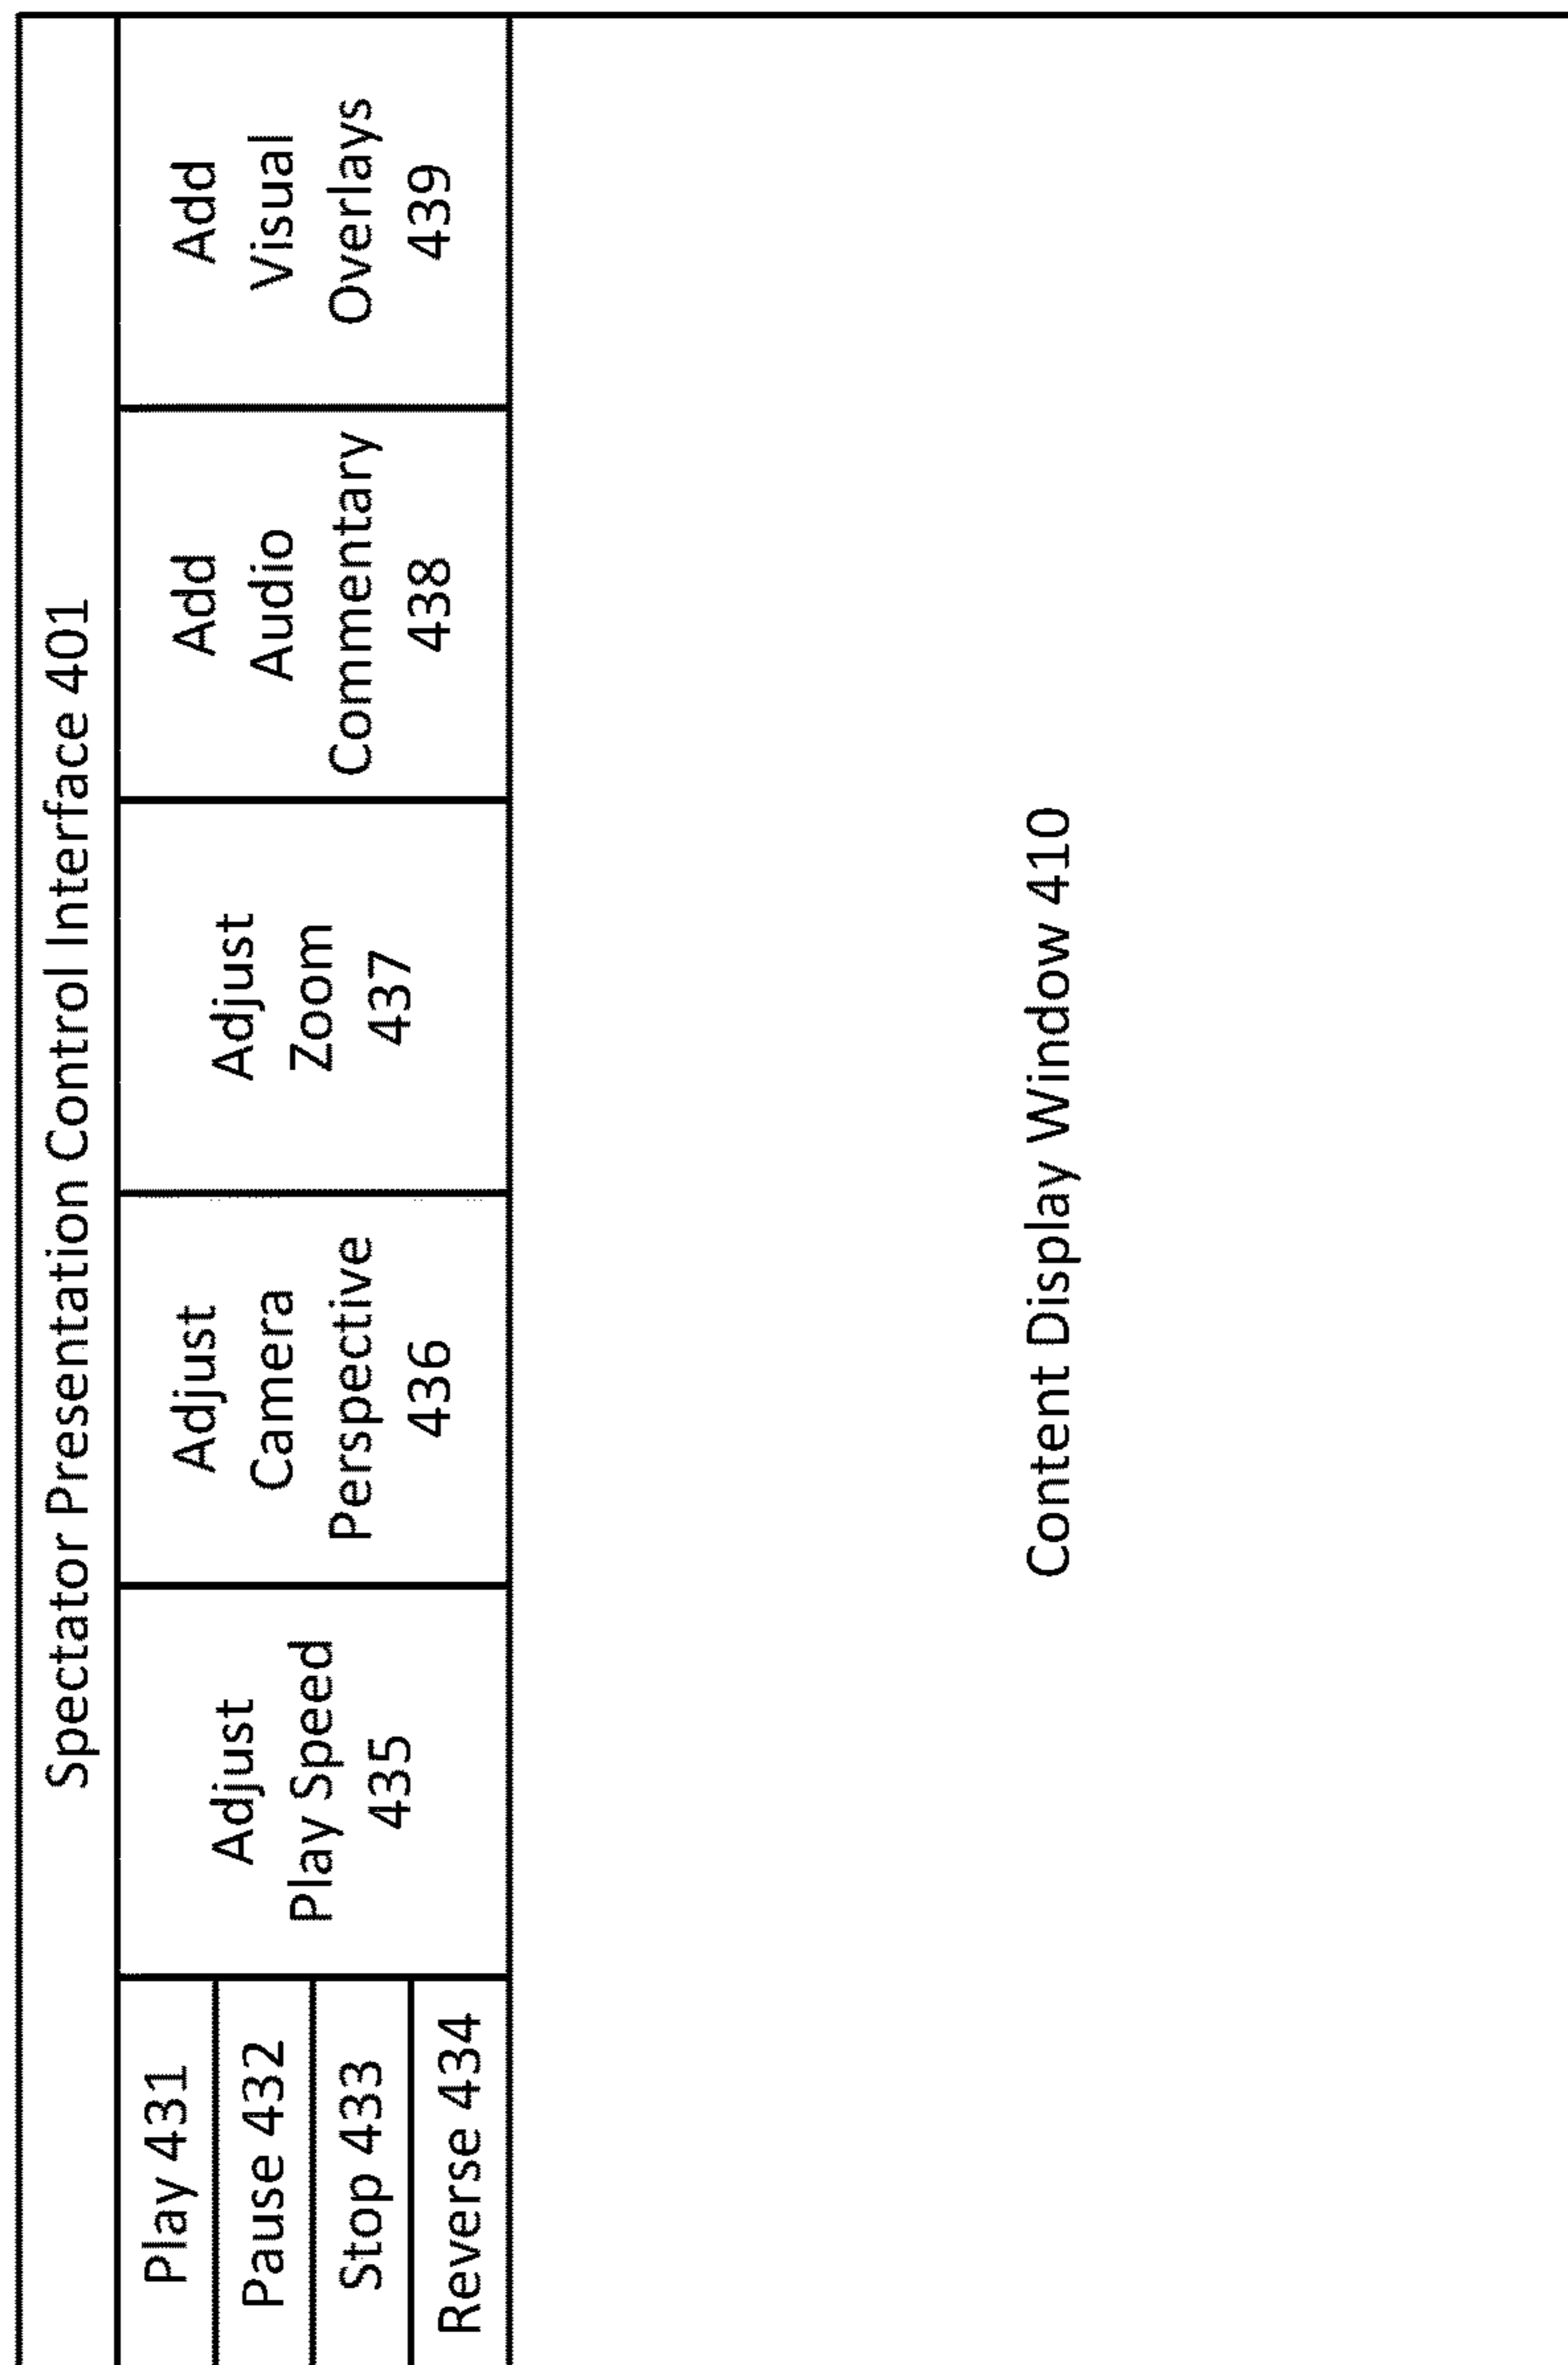 Spectator Presentation Control Interface 401
Play 431
Pause 432
Stop 433
Reverse 434
Adjust
Play Speed
435
Adjust
Camera
Perspective
436
Adjust
Zoom
437
Add
Audio
Commentary
438
Add
Visual
Overlays
439
Content Display Window 410